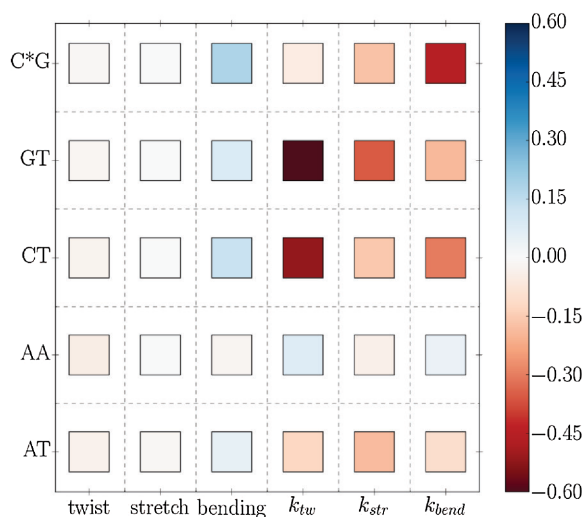 C*G
GT
CT
AA
AT
twist stretch bending k_tw k_str k_bend
0.60
0.45
0.30
0.15
0.00
−0.15
−0.30
−0.45
−0.60